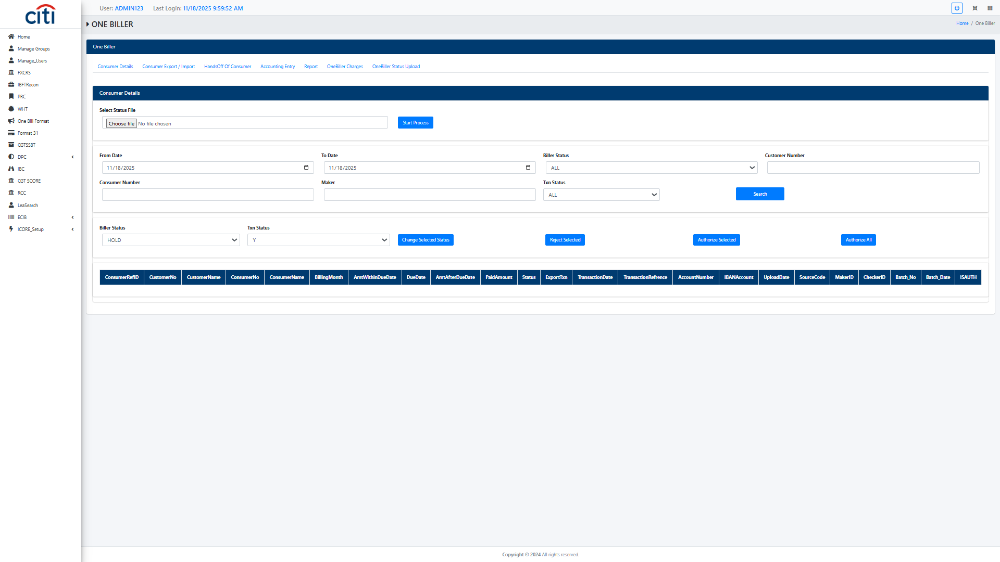 citi
User: ADMIN123 Last Login: 11/18/2025 9:59:52 AM
ONE BILLER
Home / One Biller
Home
Manage Groups
Manage_Users
FXCRS
IBFTRecon
PRC
WHT
One Bill Format
Format 31
CGTSSBT
DPC
IBC
CGT SCORE
RCC
LeaSearch
ECIB
ICORE_Setup
One Biller
Consumer Details Consumer Export / Import HandsOff Of Consumer Accounting Entry Report OneBiller Charges OneBiller Status Upload
Consumer Details
Select Status File
Choose file No file chosen Start Process
From Date To Date Biller Status Customer Number
11/18/2025 11/18/2025 ALL
Consumer Number Maker Txn Status
ALL Search
Biller Status Txn Status
HOLD Y Change Selected Status Reject Selected Authorize Selected Authorize All
ConsumerRefID CustomerNo CustomerName ConsumerNo ConsumerName BillingMonth AmtWithinDueDate DueDate AmtAfterDueDate PaidAmount Status ExportTxn TransactionDate TransactionRefrence AccountNumber IBANAccount UploadDate SourceCode MakerID CheckerID Batch_No Batch_Date ISAUTH
Copyright © 2024 All rights reserved.